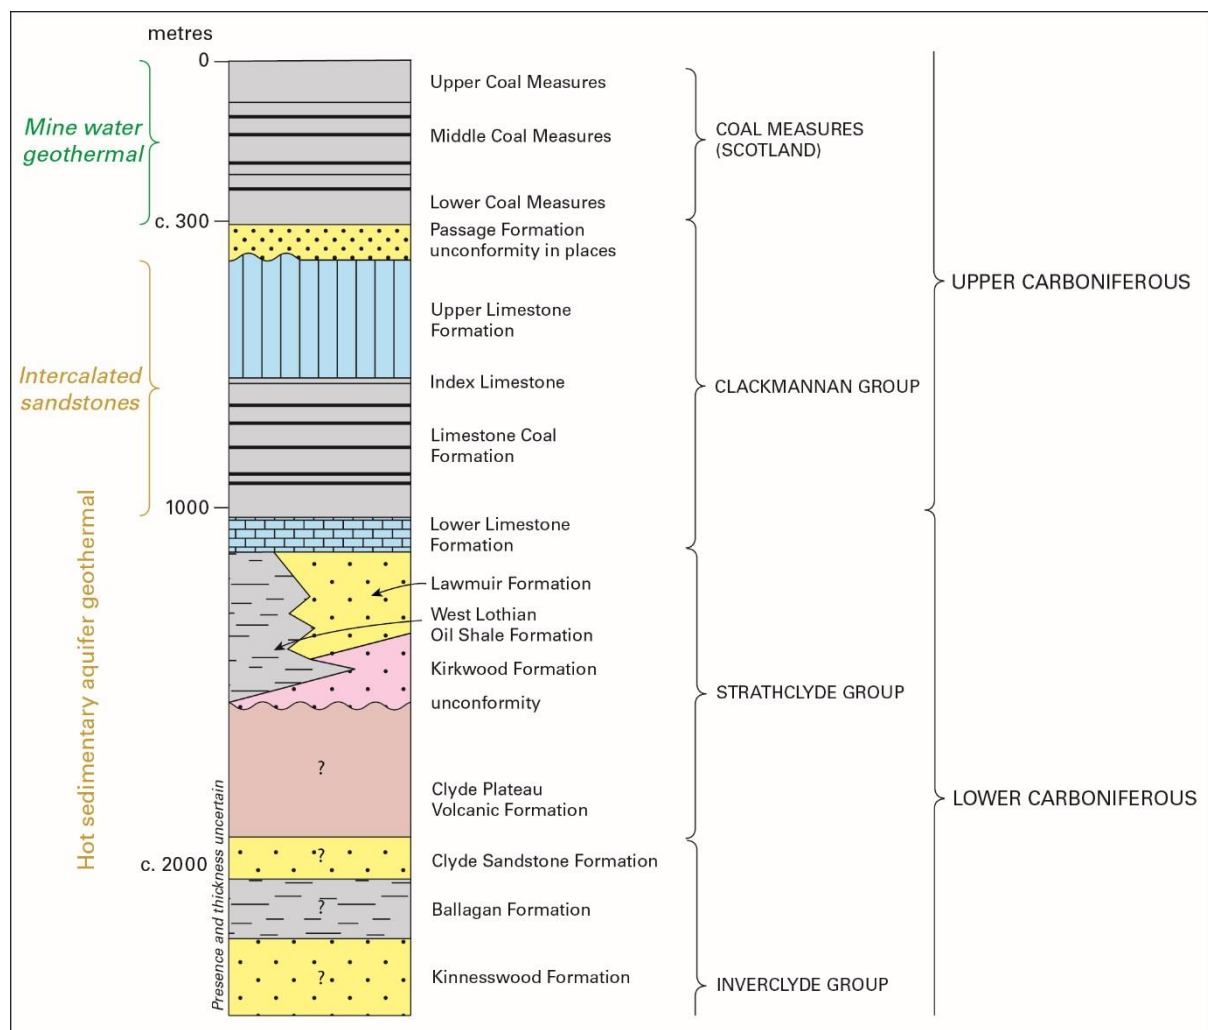 metres
0
Mine water
geothermal
c. 300
Intercalated
sandstones
1000
Hot sedimentary aquifer geothermal
c. 2000
Presence and thickness uncertain
?
?
?
?
Upper Coal Measures
Middle Coal Measures
Lower Coal Measures
Passage Formation
unconformity in places
Upper Limestone
Formation
Index Limestone
Limestone Coal
Formation
Lower Limestone
Formation
Lawmuir Formation
West Lothian
Oil Shale Formation
Kirkwood Formation
unconformity
Clyde Plateau
Volcanic Formation
Clyde Sandstone Formation
Ballagan Formation
Kinnesswood Formation
COAL MEASURES
(SCOTLAND)
CLACKMANNAN GROUP
STRATHCLYDE GROUP
INVERCLYDE GROUP
UPPER CARBONIFEROUS
LOWER CARBONIFEROUS